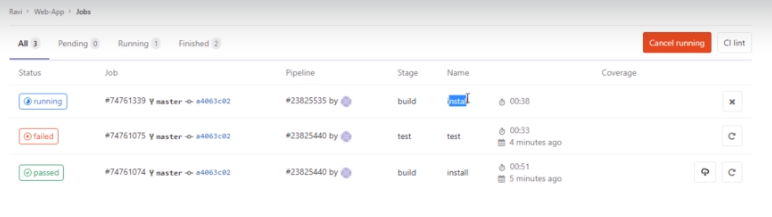 Ravi > Web-App > Jobs
All 3 Pending 0 Running 1 Finished 2 Cancel running CI lint
Status Job Pipeline Stage Name Coverage
running #74761339 master a4063c02 #23825535 by build install 00:38
failed #74761075 master a4063c02 #23825440 by test test 00:33
4 minutes ago
passed #74761074 master a4063c02 #23825440 by build install 00:51
5 minutes ago